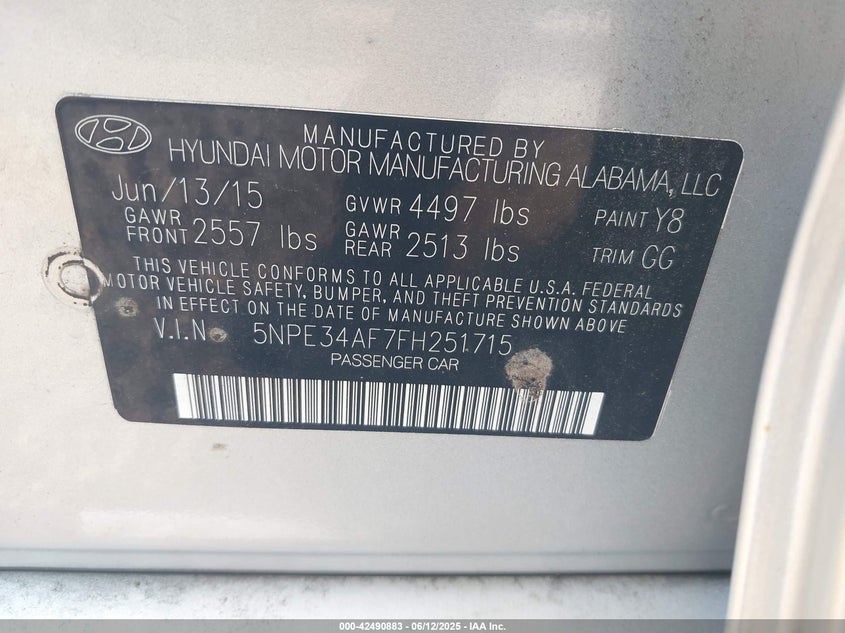 MANUFACTURED BY
HYUNDAI MOTOR MANUFACTURING ALABAMA, LLC
Jun/13/15 GVWR 4497 lbs PAINT Y8
GAWR FRONT 2557 lbs GAWR REAR 2513 lbs TRIM GG
THIS VEHICLE CONFORMS TO ALL APPLICABLE U.S.A. FEDERAL
MOTOR VEHICLE SAFETY, BUMPER, AND THEFT PREVENTION STANDARDS
IN EFFECT ON THE DATE OF MANUFACTURE SHOWN ABOVE
V.I.N 5NPE34AF7FH251715
PASSENGER CAR
000-42490883 - 06/12/2025 - IAA Inc.